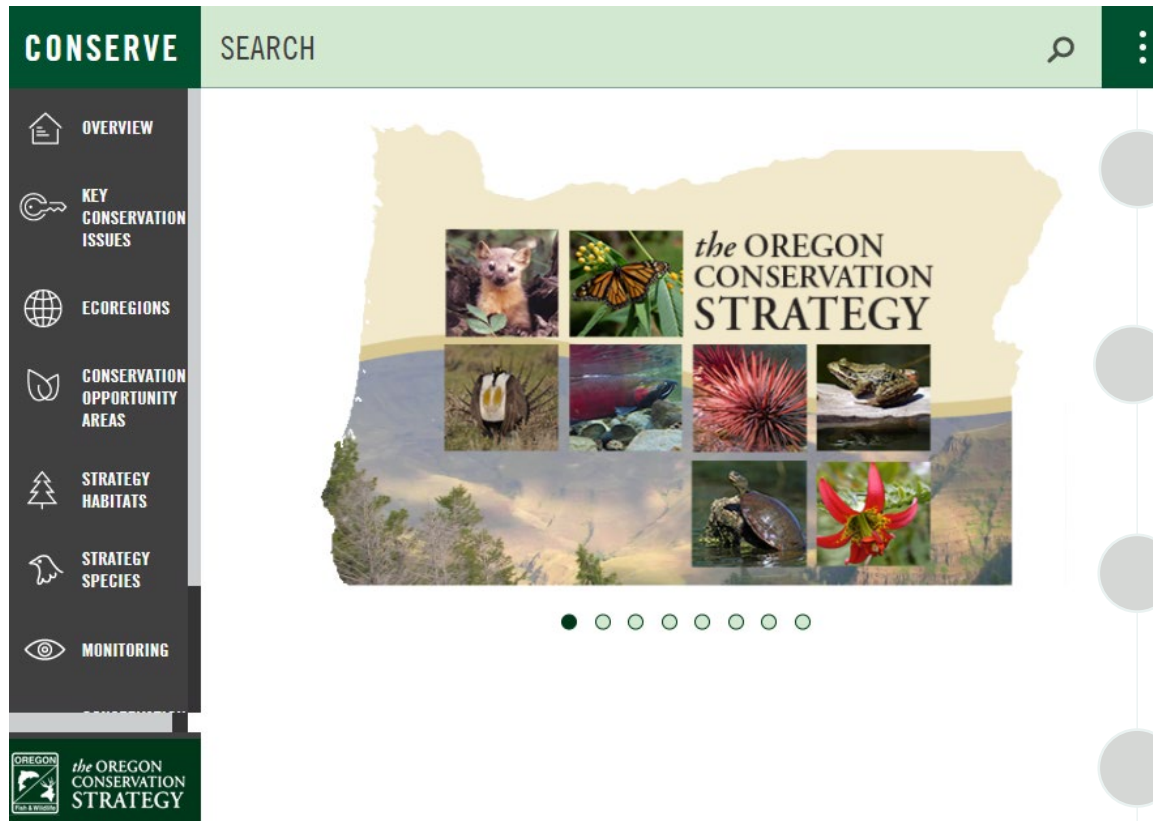 CONSERVE
SEARCH
OVERVIEW
KEY
CONSERVATION
ISSUES
ECOREGIONS
CONSERVATION
OPPORTUNITY
AREAS
STRATEGY
HABITATS
STRATEGY
SPECIES
MONITORING
the OREGON
CONSERVATION
STRATEGY
OREGON
Fish & Wildlife
the OREGON
CONSERVATION
STRATEGY